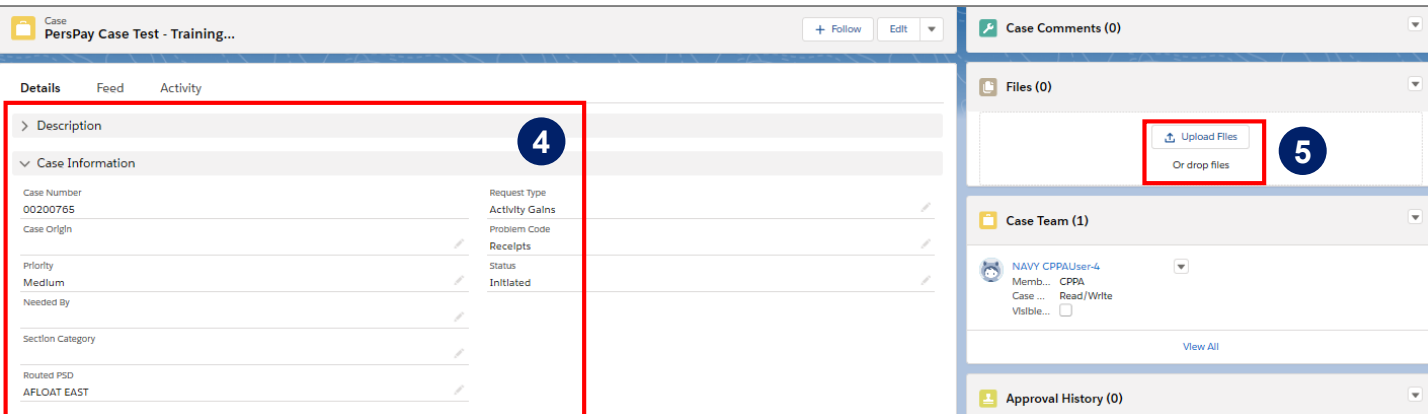 Case
PersPay Case Test - Training...
+ Follow
Edit
Details
Feed
Activity
> Description
4
Case Information
Case Number
00200765
Case Origin
Priority
Medium
Needed By
Section Category
Routed PSD
AFLOAT EAST
Request Type
Activity Gains
Problem Code
Receipts
Status
Initiated
Case Comments (0)
Files (0)
Upload Files
Or drop files
5
Case Team (1)
NAVY CPPAUser-4
Memb... CPPA
Case ... Read/Write
Visible...
View All
Approval History (0)